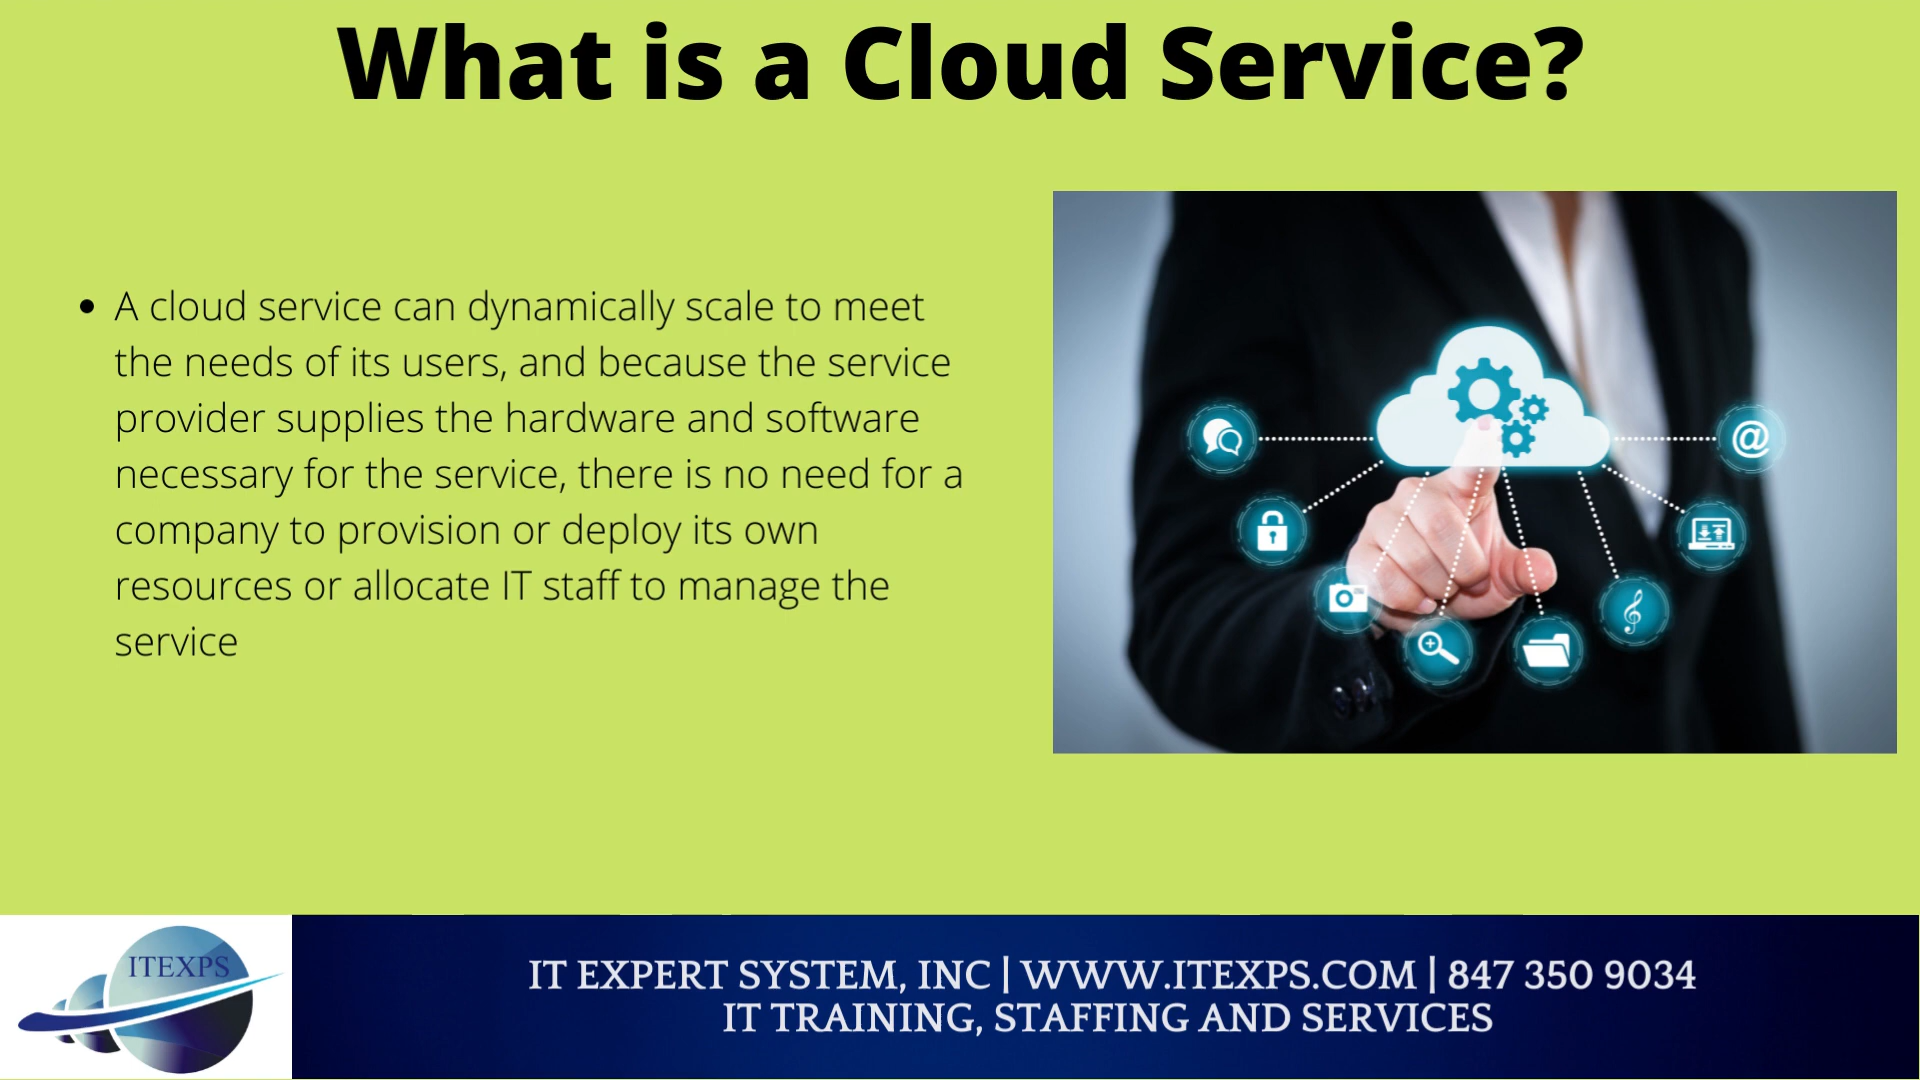 What is a Cloud Service?
• A cloud service can dynamically scale to meet
the needs of its users, and because the service
provider supplies the hardware and software
necessary for the service, there is no need for a
company to provision or deploy its own
resources or allocate IT staff to manage the
service
@
ITEXPS
IT EXPERT SYSTEM, INC | WWW.ITEXPS.COM | 847 350 9034
IT TRAINING, STAFFING AND SERVICES